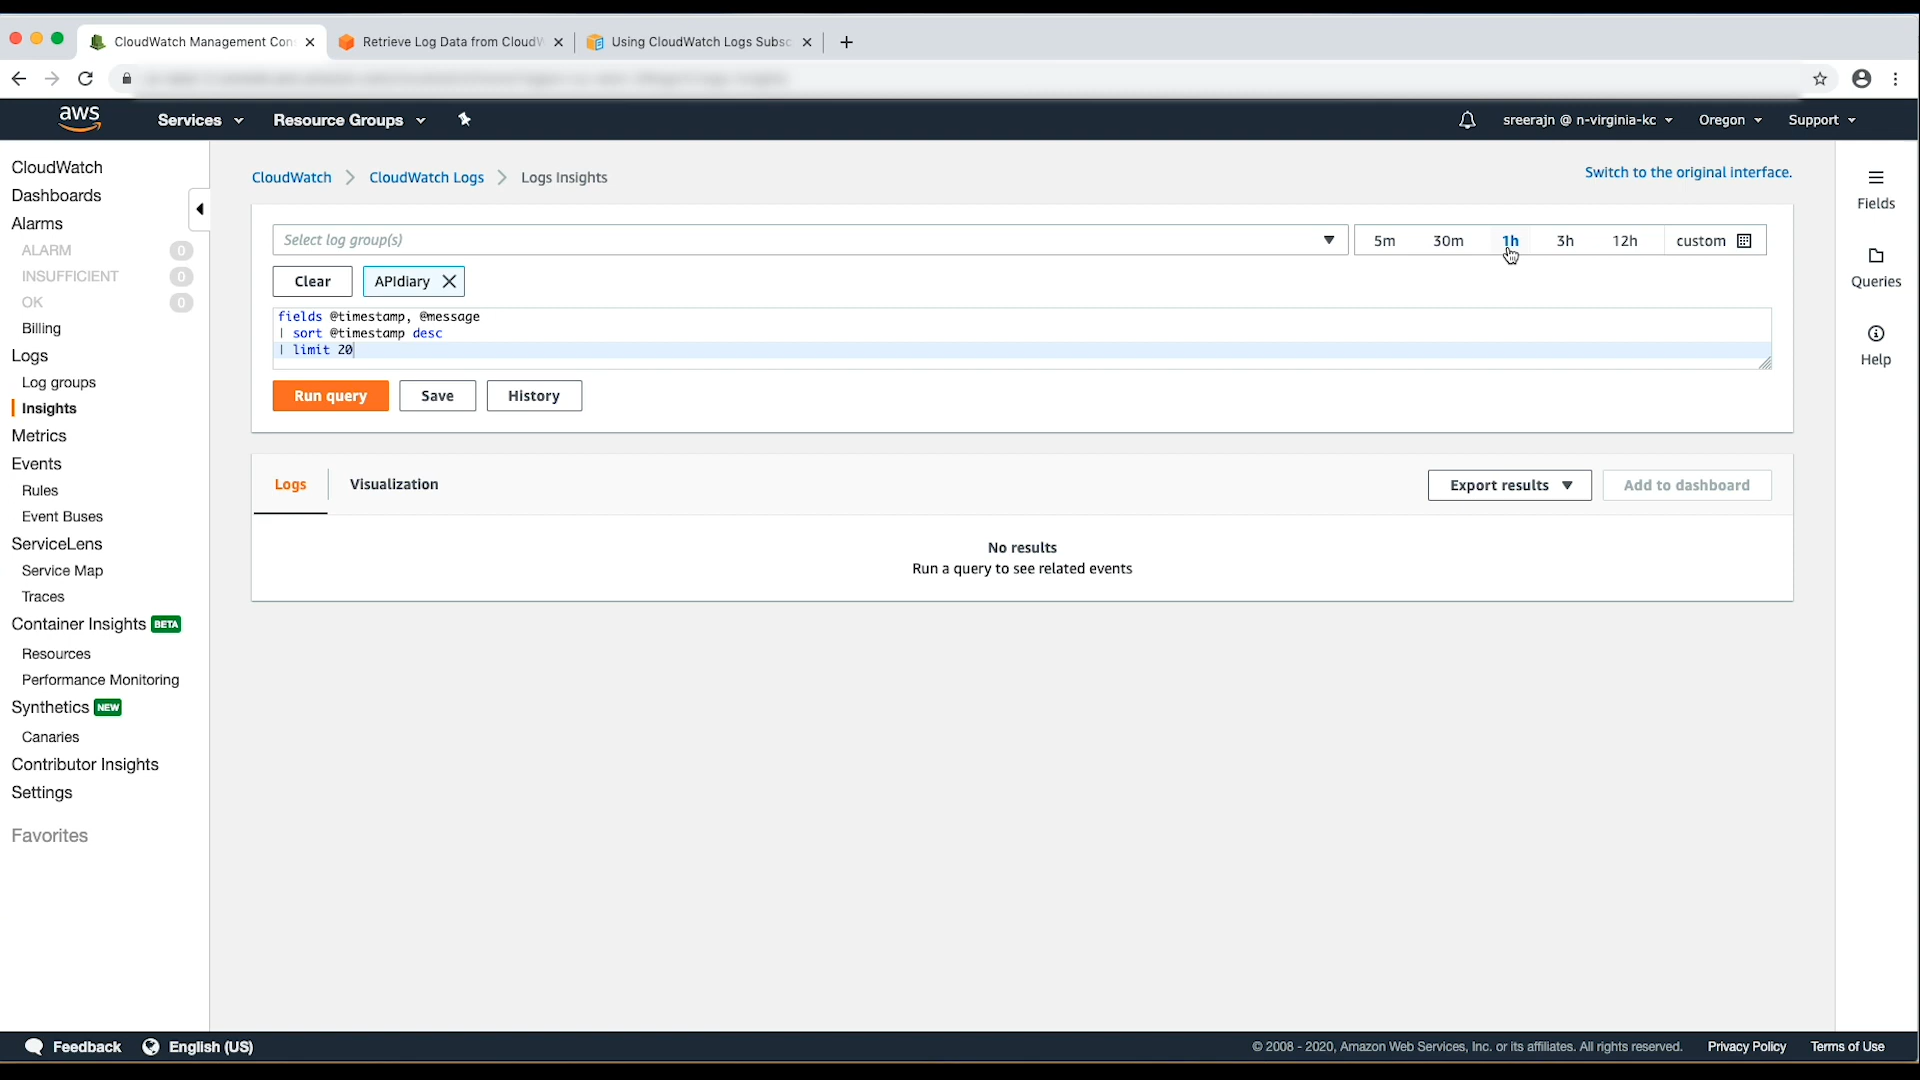 CloudWatch Management Con
Retrieve Log Data from CloudW
Using CloudWatch Logs Subsc
aws
Services
Resource Groups
sreerajn @ n-virginia-kc
Oregon
Support
CloudWatch
Dashboards
Alarms
ALARM 0
INSUFFICIENT 0
OK 0
Billing
Logs
Log groups
Insights
Metrics
Events
Rules
Event Buses
ServiceLens
Service Map
Traces
Container Insights BETA
Resources
Performance Monitoring
Synthetics NEW
Canaries
Contributor Insights
Settings
Favorites
CloudWatch > CloudWatch Logs > Logs Insights
Switch to the original interface.
Select log group(s)
5m 30m 1h 3h 12h custom
Clear
APIdiary
fields @timestamp, @message
| sort @timestamp desc
| limit 20
Run query
Save
History
Logs
Visualization
Export results
Add to dashboard
No results
Run a query to see related events
Fields
Queries
Help
Feedback
English (US)
© 2008 - 2020, Amazon Web Services, Inc. or its affiliates. All rights reserved.
Privacy Policy
Terms of Use